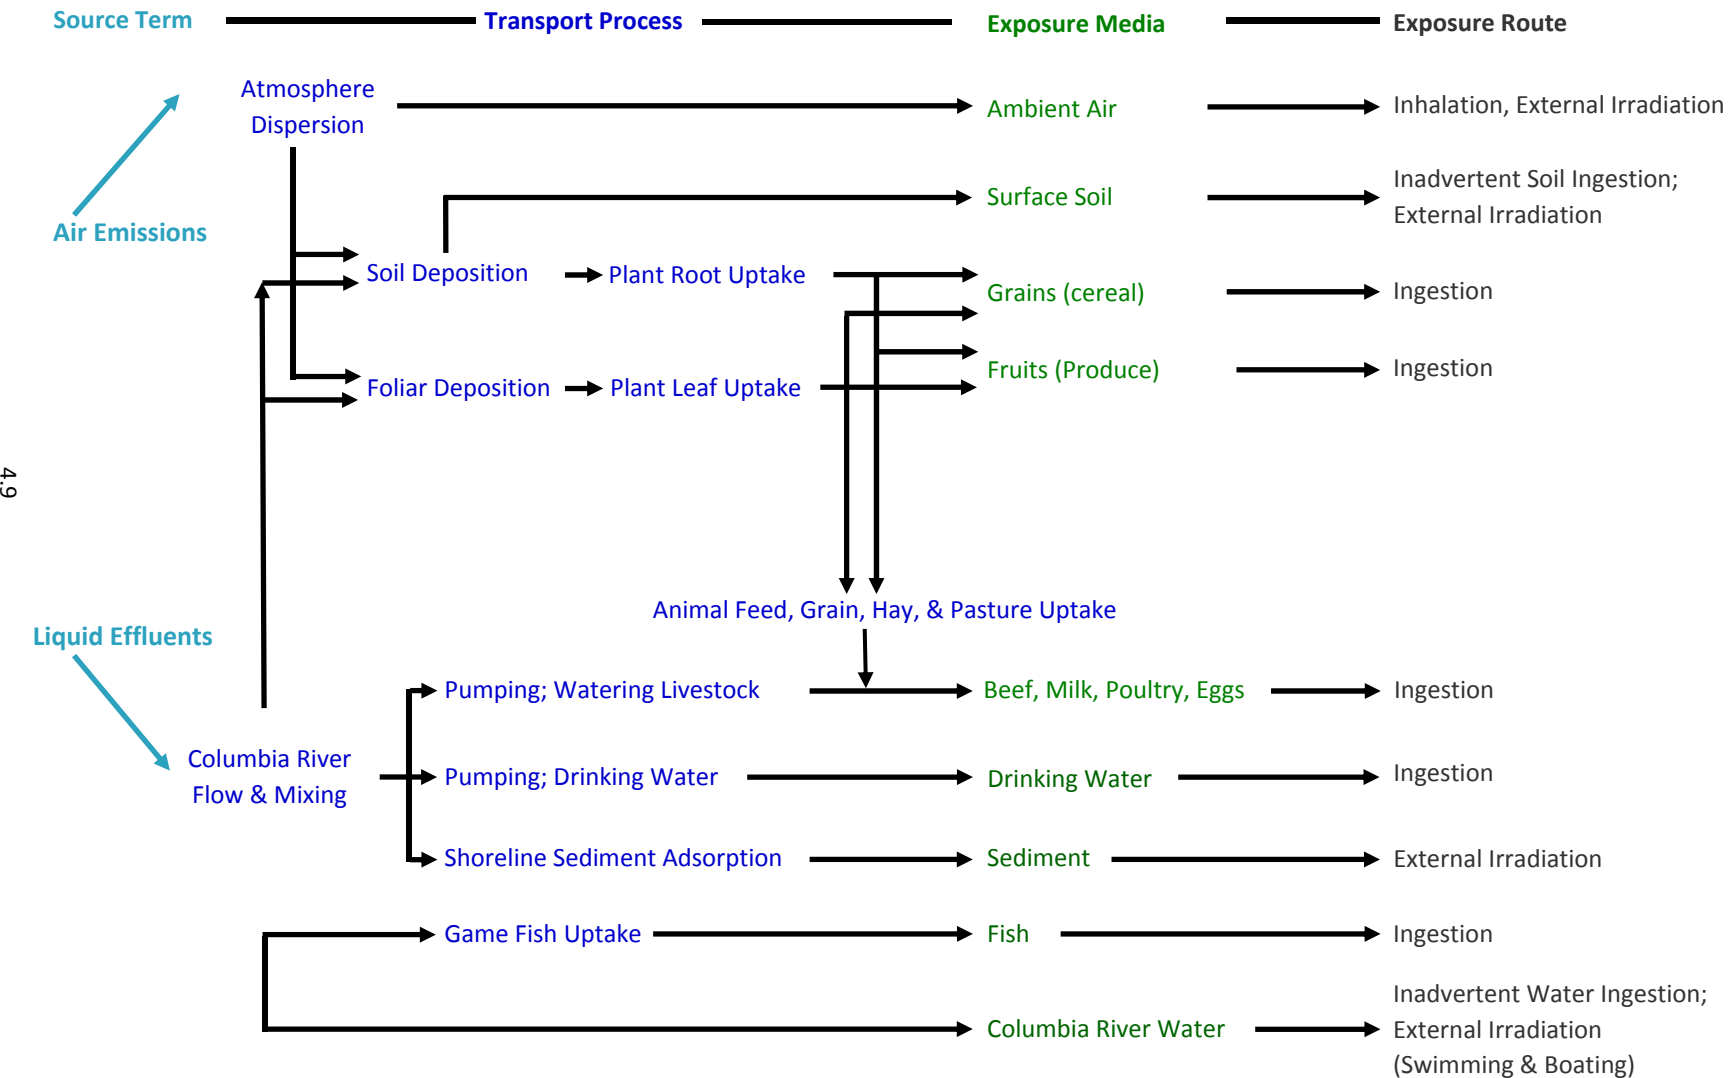 Source Term
Transport Process
Exposure Media
Exposure Route
Atmosphere
Dispersion
Ambient Air
Inhalation, External Irradiation
Air Emissions
Surface Soil
Inadvertent Soil Ingestion;
External Irradiation
Soil Deposition
Plant Root Uptake
Grains (cereal)
Ingestion
Foliar Deposition
Plant Leaf Uptake
Fruits (Produce)
Ingestion
4.9
Animal Feed, Grain, Hay, & Pasture Uptake
Liquid Effluents
Pumping; Watering Livestock
Beef, Milk, Poultry, Eggs
Ingestion
Columbia River
Flow & Mixing
Pumping; Drinking Water
Drinking Water
Ingestion
Shoreline Sediment Adsorption
Sediment
External Irradiation
Game Fish Uptake
Fish
Ingestion
Columbia River Water
Inadvertent Water Ingestion;
External Irradiation
(Swimming & Boating)